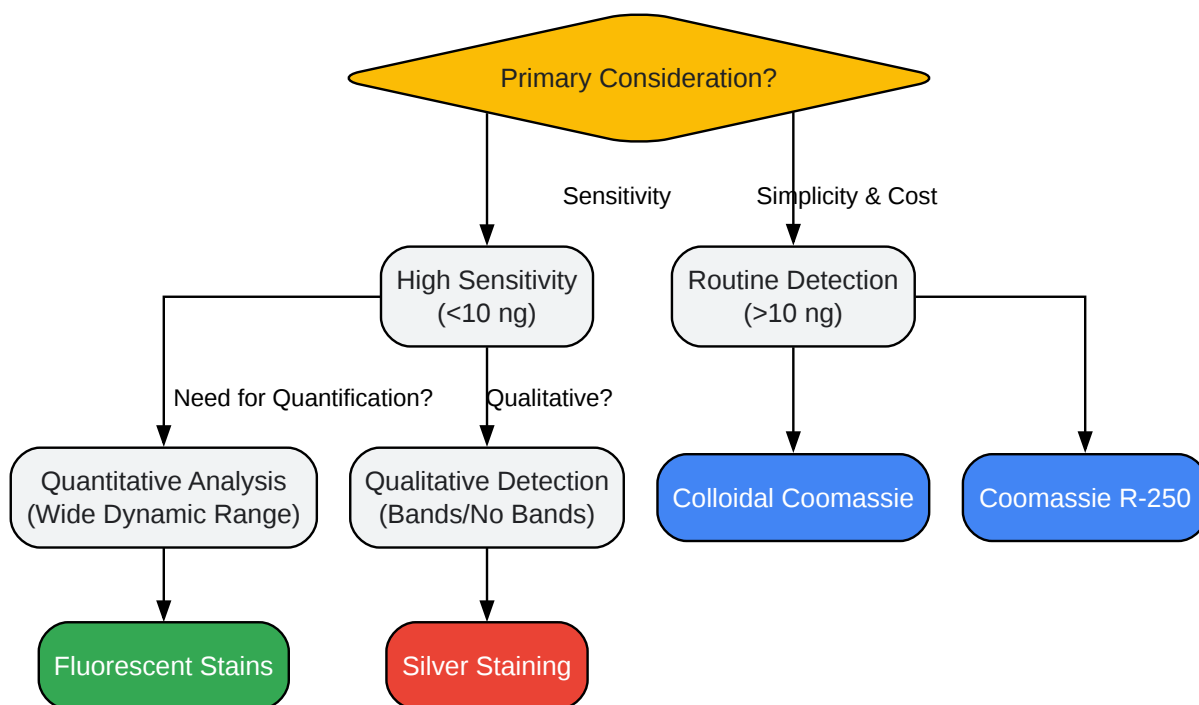 Primary Consideration?
Sensitivity
Simplicity & Cost
High Sensitivity
(<10 ng)
Routine Detection
(>10 ng)
Need for Quantification?
Qualitative?
Quantitative Analysis
(Wide Dynamic Range)
Qualitative Detection
(Bands/No Bands)
Colloidal Coomassie
Coomassie R-250
Fluorescent Stains
Silver Staining